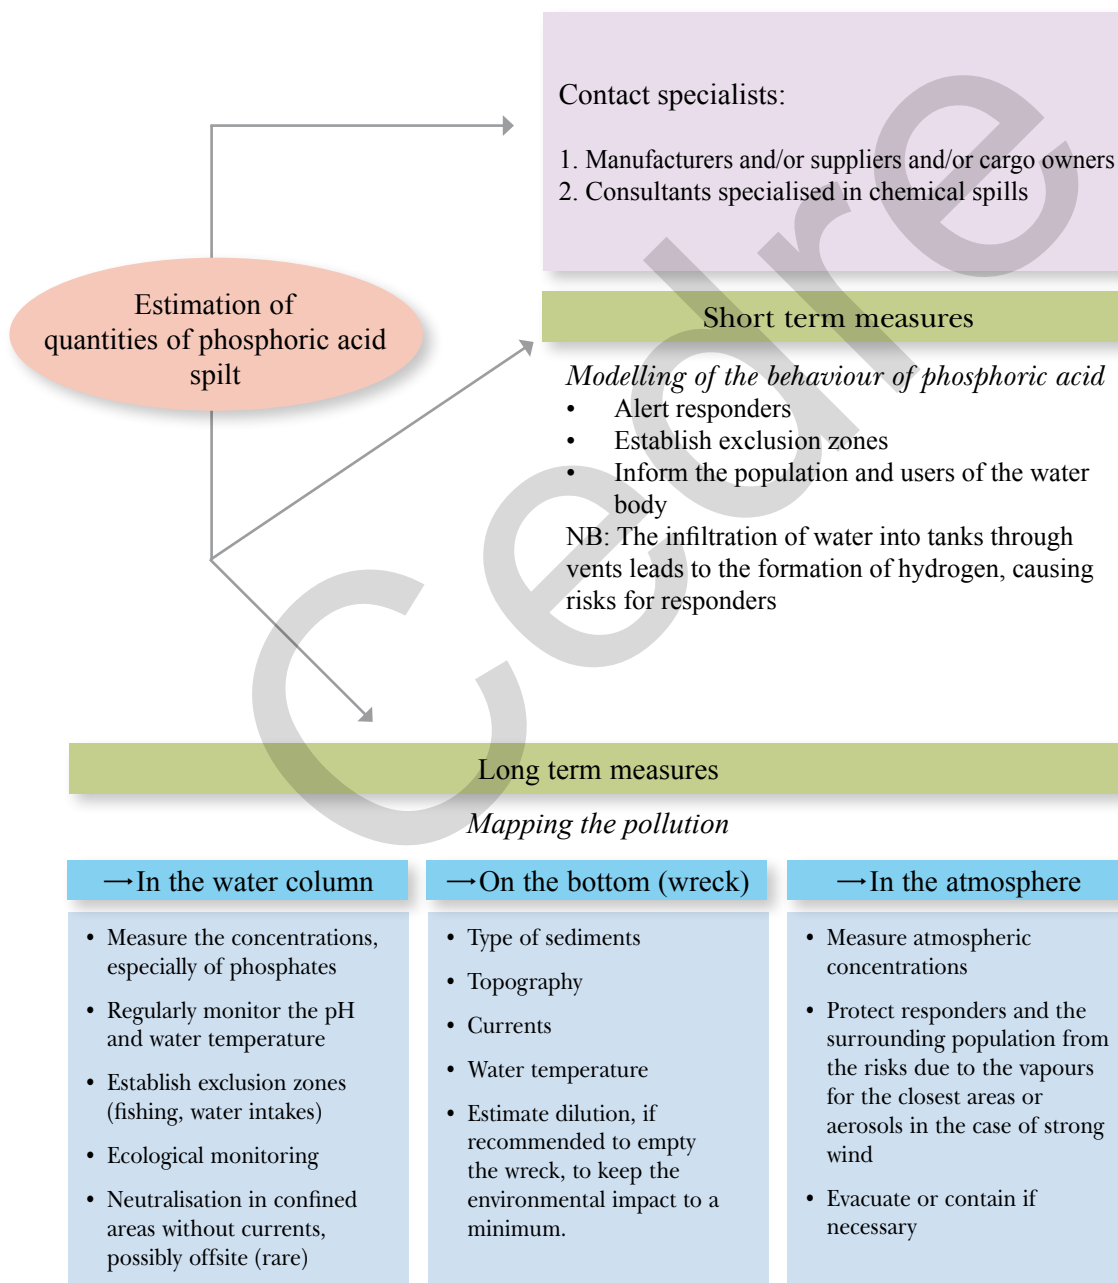 Contact specialists:
1. Manufacturers and/or suppliers and/or cargo owners
2. Consultants specialised in chemical spills
Estimation of
quantities of phosphoric acid
spilt
Short term measures
Modelling of the behaviour of phosphoric acid
• Alert responders
• Establish exclusion zones
• Inform the population and users of the water
body
NB: The infiltration of water into tanks through
vents leads to the formation of hydrogen, causing
risks for responders
Long term measures
Mapping the pollution
→In the water column
• Measure the concentrations,
especially of phosphates
• Regularly monitor the pH
and water temperature
• Establish exclusion zones
(fishing, water intakes)
• Ecological monitoring
• Neutralisation in confined
areas without currents,
possibly offsite (rare)
→On the bottom (wreck)
• Type of sediments
• Topography
• Currents
• Water temperature
• Estimate dilution, if
recommended to empty
the wreck, to keep the
environmental impact to a
minimum.
→In the atmosphere
• Measure atmospheric
concentrations
• Protect responders and the
surrounding population from
the risks due to the vapours
for the closest areas or
aerosols in the case of strong
wind
• Evacuate or contain if
necessary
Cedre